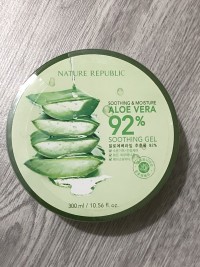 NATURE REPUBLIC
SOOTHING & MOISTURE
ALOE VERA
92%
SOOTHING GEL
300 ml / 10.56 fl. oz.